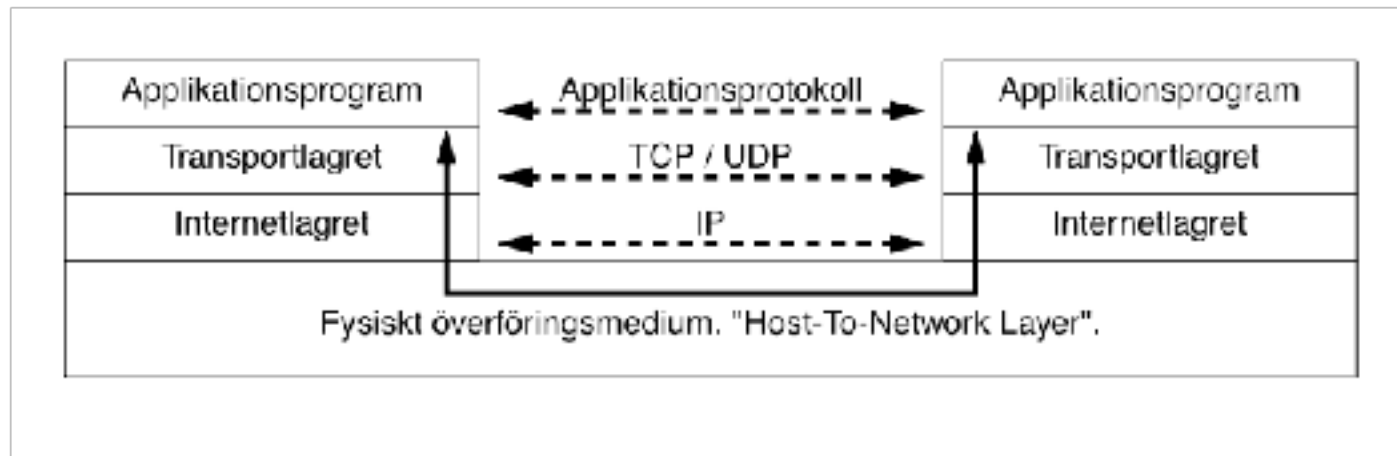 Applikationsprogram Applikationsprotokoll Applikationsprogram
Transportlagret TCP / UDP Transportlagret
Internetlagret IP Internetlagret
Fysiskt överföringsmedium. "Host-To-Network Layer".